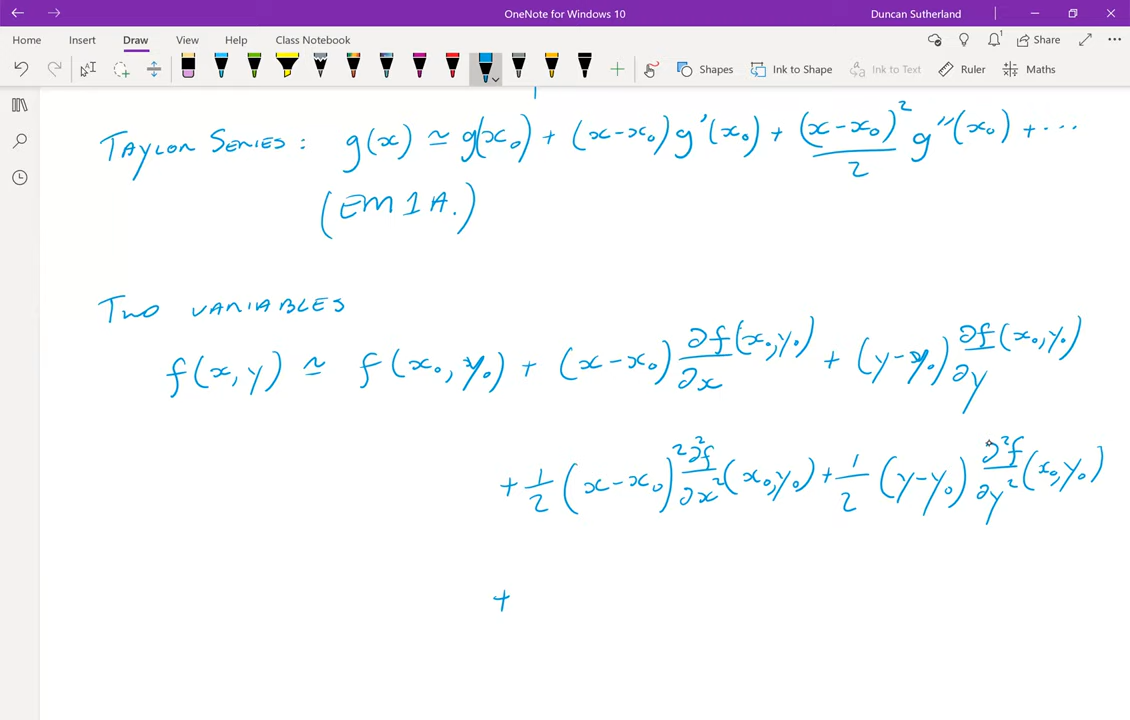 OneNote for Windows 10
Duncan Sutherland
Home Insert Draw View Help Class Notebook
Share
Shapes Ink to Shape Ink to Text Ruler Maths
TAYLOR SERIES: g(x) ≃ g(x₀) + (x-x₀) g'(x₀) + (x-x₀)²/2 g''(x₀) + ...
(EM 1 A.)
TWO VARIABLES
f(x,y) ≃ f(x₀, y₀) + (x-x₀) ∂f/∂x (x₀,y₀) + (y-y₀) ∂f/∂y (x₀,y₀)
+ 1/2 (x-x₀)² ∂²f/∂x² (x₀,y₀) + 1/2 (y-y₀) ∂²f/∂y² (x₀,y₀)
+